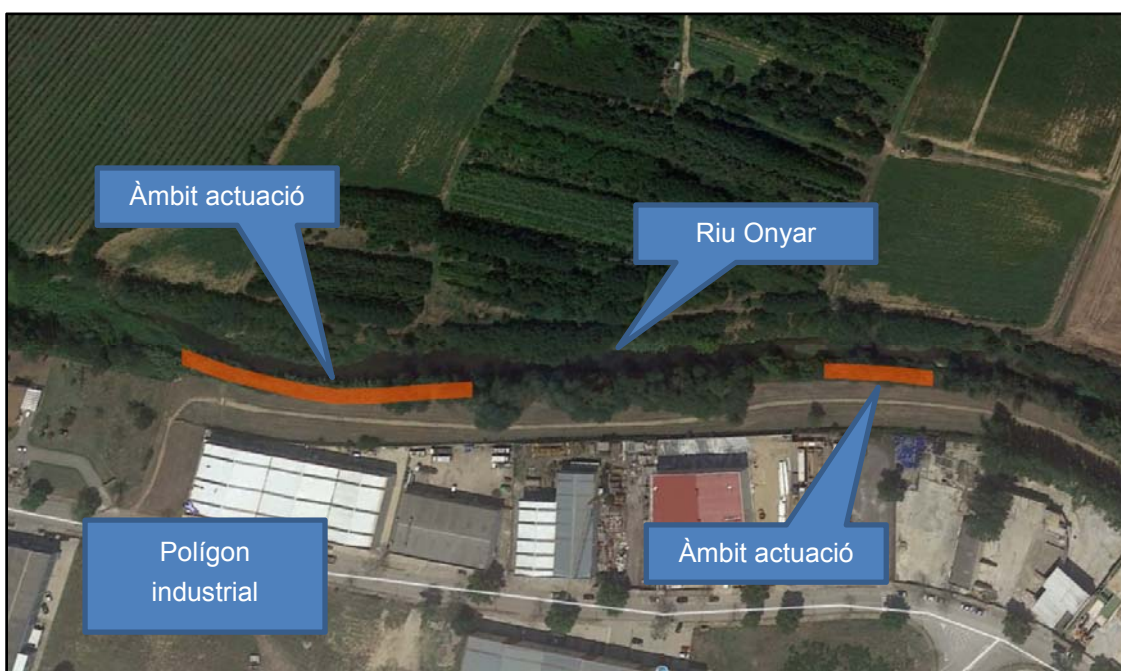 Àmbit actuació
Riu Onyar
Polígon
industrial
Àmbit actuació